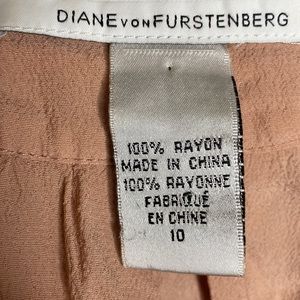 DIANE VON FURSTENBERG
100% RAYON
MADE IN CHINA
100% RAYONNE
FABRIQUÉ
EN CHINE
10